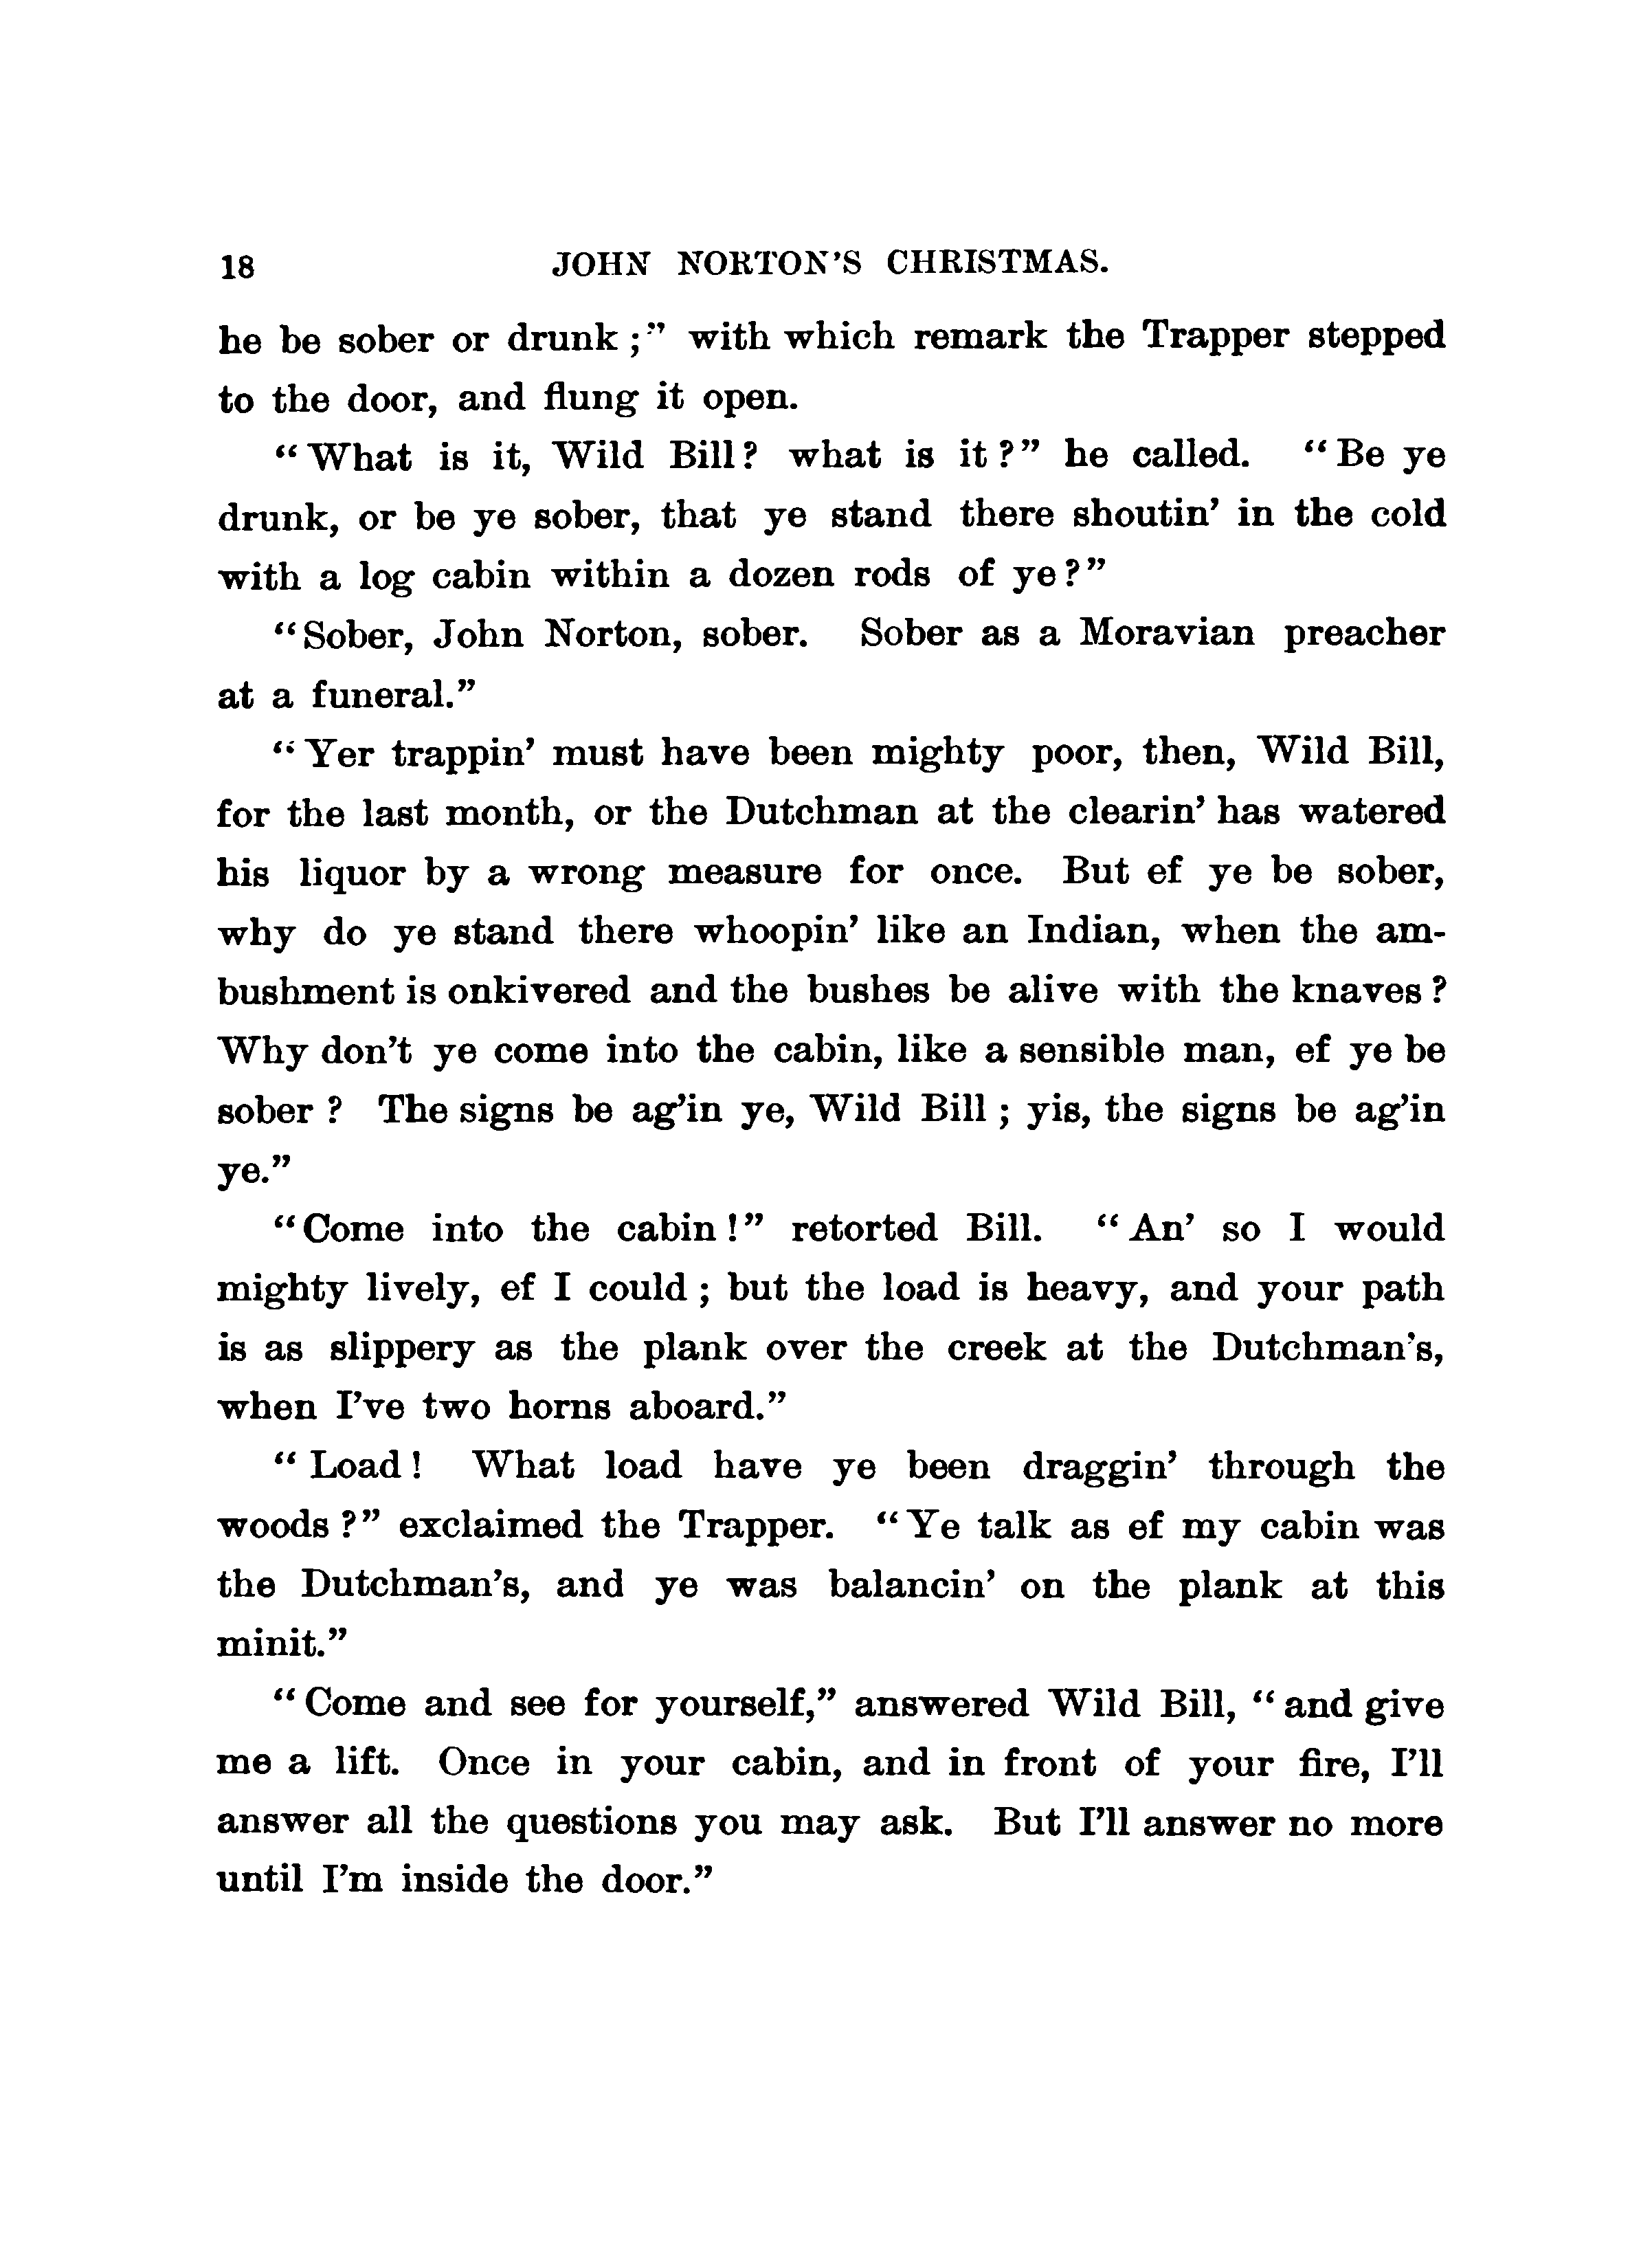 18 JOHN NORTON'S CHRISTMAS.
he be sober or drunk ;" with which remark the Trapper stepped
to the door, and flung it open.
"What is it, Wild Bill? what is it?" he called. "Be ye
drunk, or be ye sober, that ye stand there shoutin' in the cold
with a log cabin within a dozen rods of ye?"
"Sober, John Norton, sober. Sober as a Moravian preacher
at a funeral."
"Yer trappin' must have been mighty poor, then, Wild Bill,
for the last month, or the Dutchman at the clearin' has watered
his liquor by a wrong measure for once. But ef ye be sober,
why do ye stand there whoopin' like an Indian, when the am-
bushment is onkivered and the bushes be alive with the knaves?
Why don't ye come into the cabin, like a sensible man, ef ye be
sober? The signs be ag'in ye, Wild Bill; yis, the signs be ag'in
ye."
"Come into the cabin!" retorted Bill. "An' so I would
mighty lively, ef I could; but the load is heavy, and your path
is as slippery as the plank over the creek at the Dutchman's,
when I've two horns aboard."
"Load! What load have ye been draggin' through the
woods?" exclaimed the Trapper. "Ye talk as ef my cabin was
the Dutchman's, and ye was balancin' on the plank at this
minit."
"Come and see for yourself," answered Wild Bill, "and give
me a lift. Once in your cabin, and in front of your fire, I'll
answer all the questions you may ask. But I'll answer no more
until I'm inside the door."